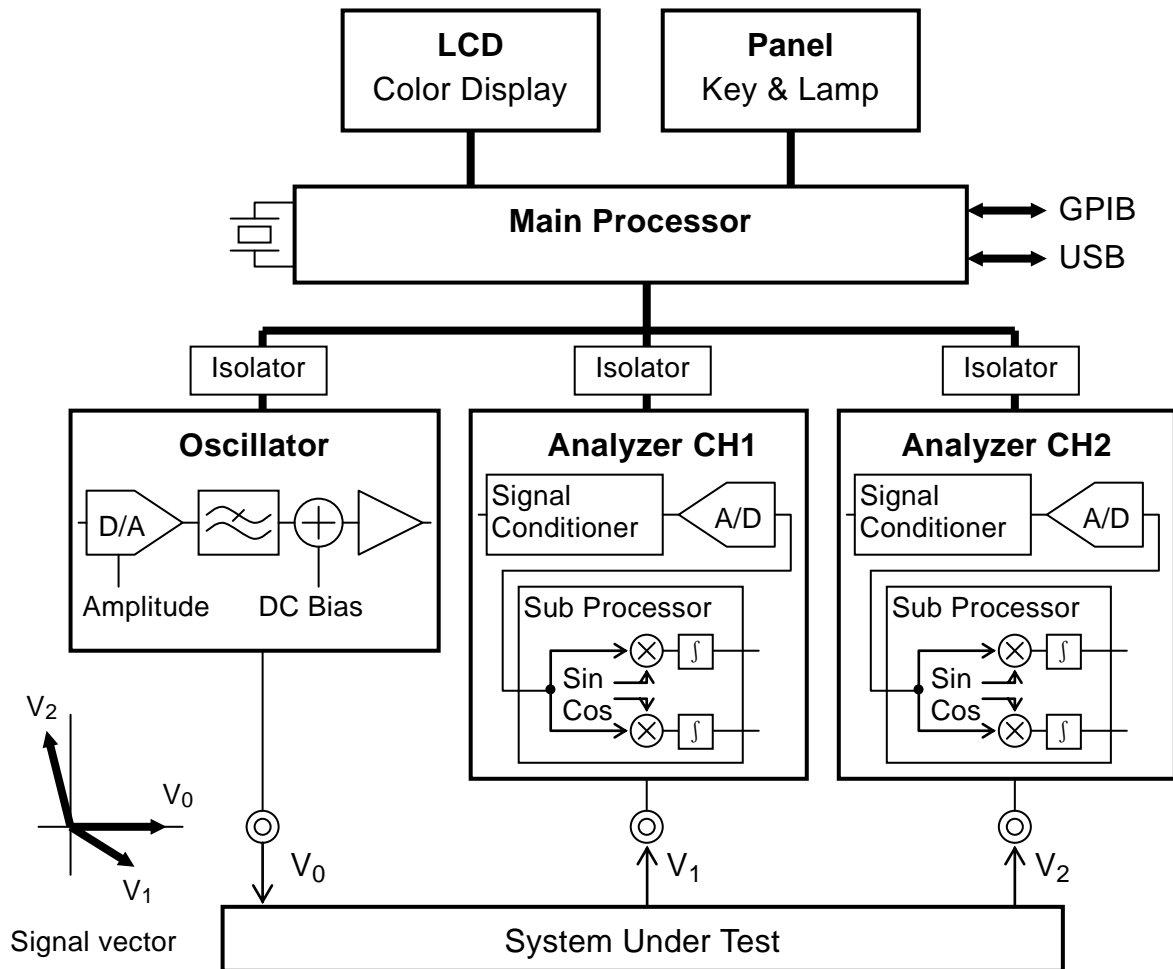 LCD
Color Display
Panel
Key & Lamp
Main Processor
GPIB
USB
Isolator
Isolator
Isolator
Oscillator
D/A
Amplitude
DC Bias
Analyzer CH1
Signal
Conditioner
A/D
Sub Processor
Sin
Cos
∫
∫
Analyzer CH2
Signal
Conditioner
A/D
Sub Processor
Sin
Cos
∫
∫
V2
V0
V1
Signal vector
V0
V1
V2
System Under Test